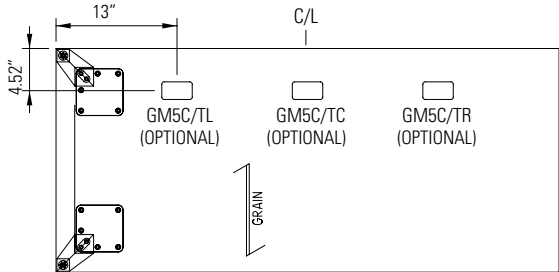 13"
C/L
4.52"
GM5C/TL
(OPTIONAL)
GM5C/TC
(OPTIONAL)
GM5C/TR
(OPTIONAL)
GRAIN